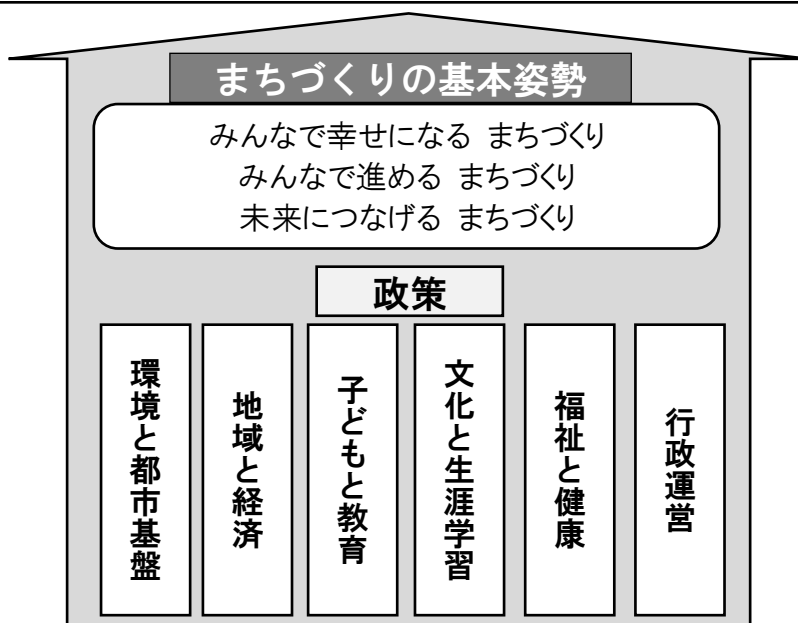 まちづくりの基本姿勢
みんなで幸せになる まちづくり
みんなで進める まちづくり
未来につなげる まちづくり
政策
環境と都市基盤
地域と経済
子どもと教育
文化と生涯学習
福祉と健康
行政運営